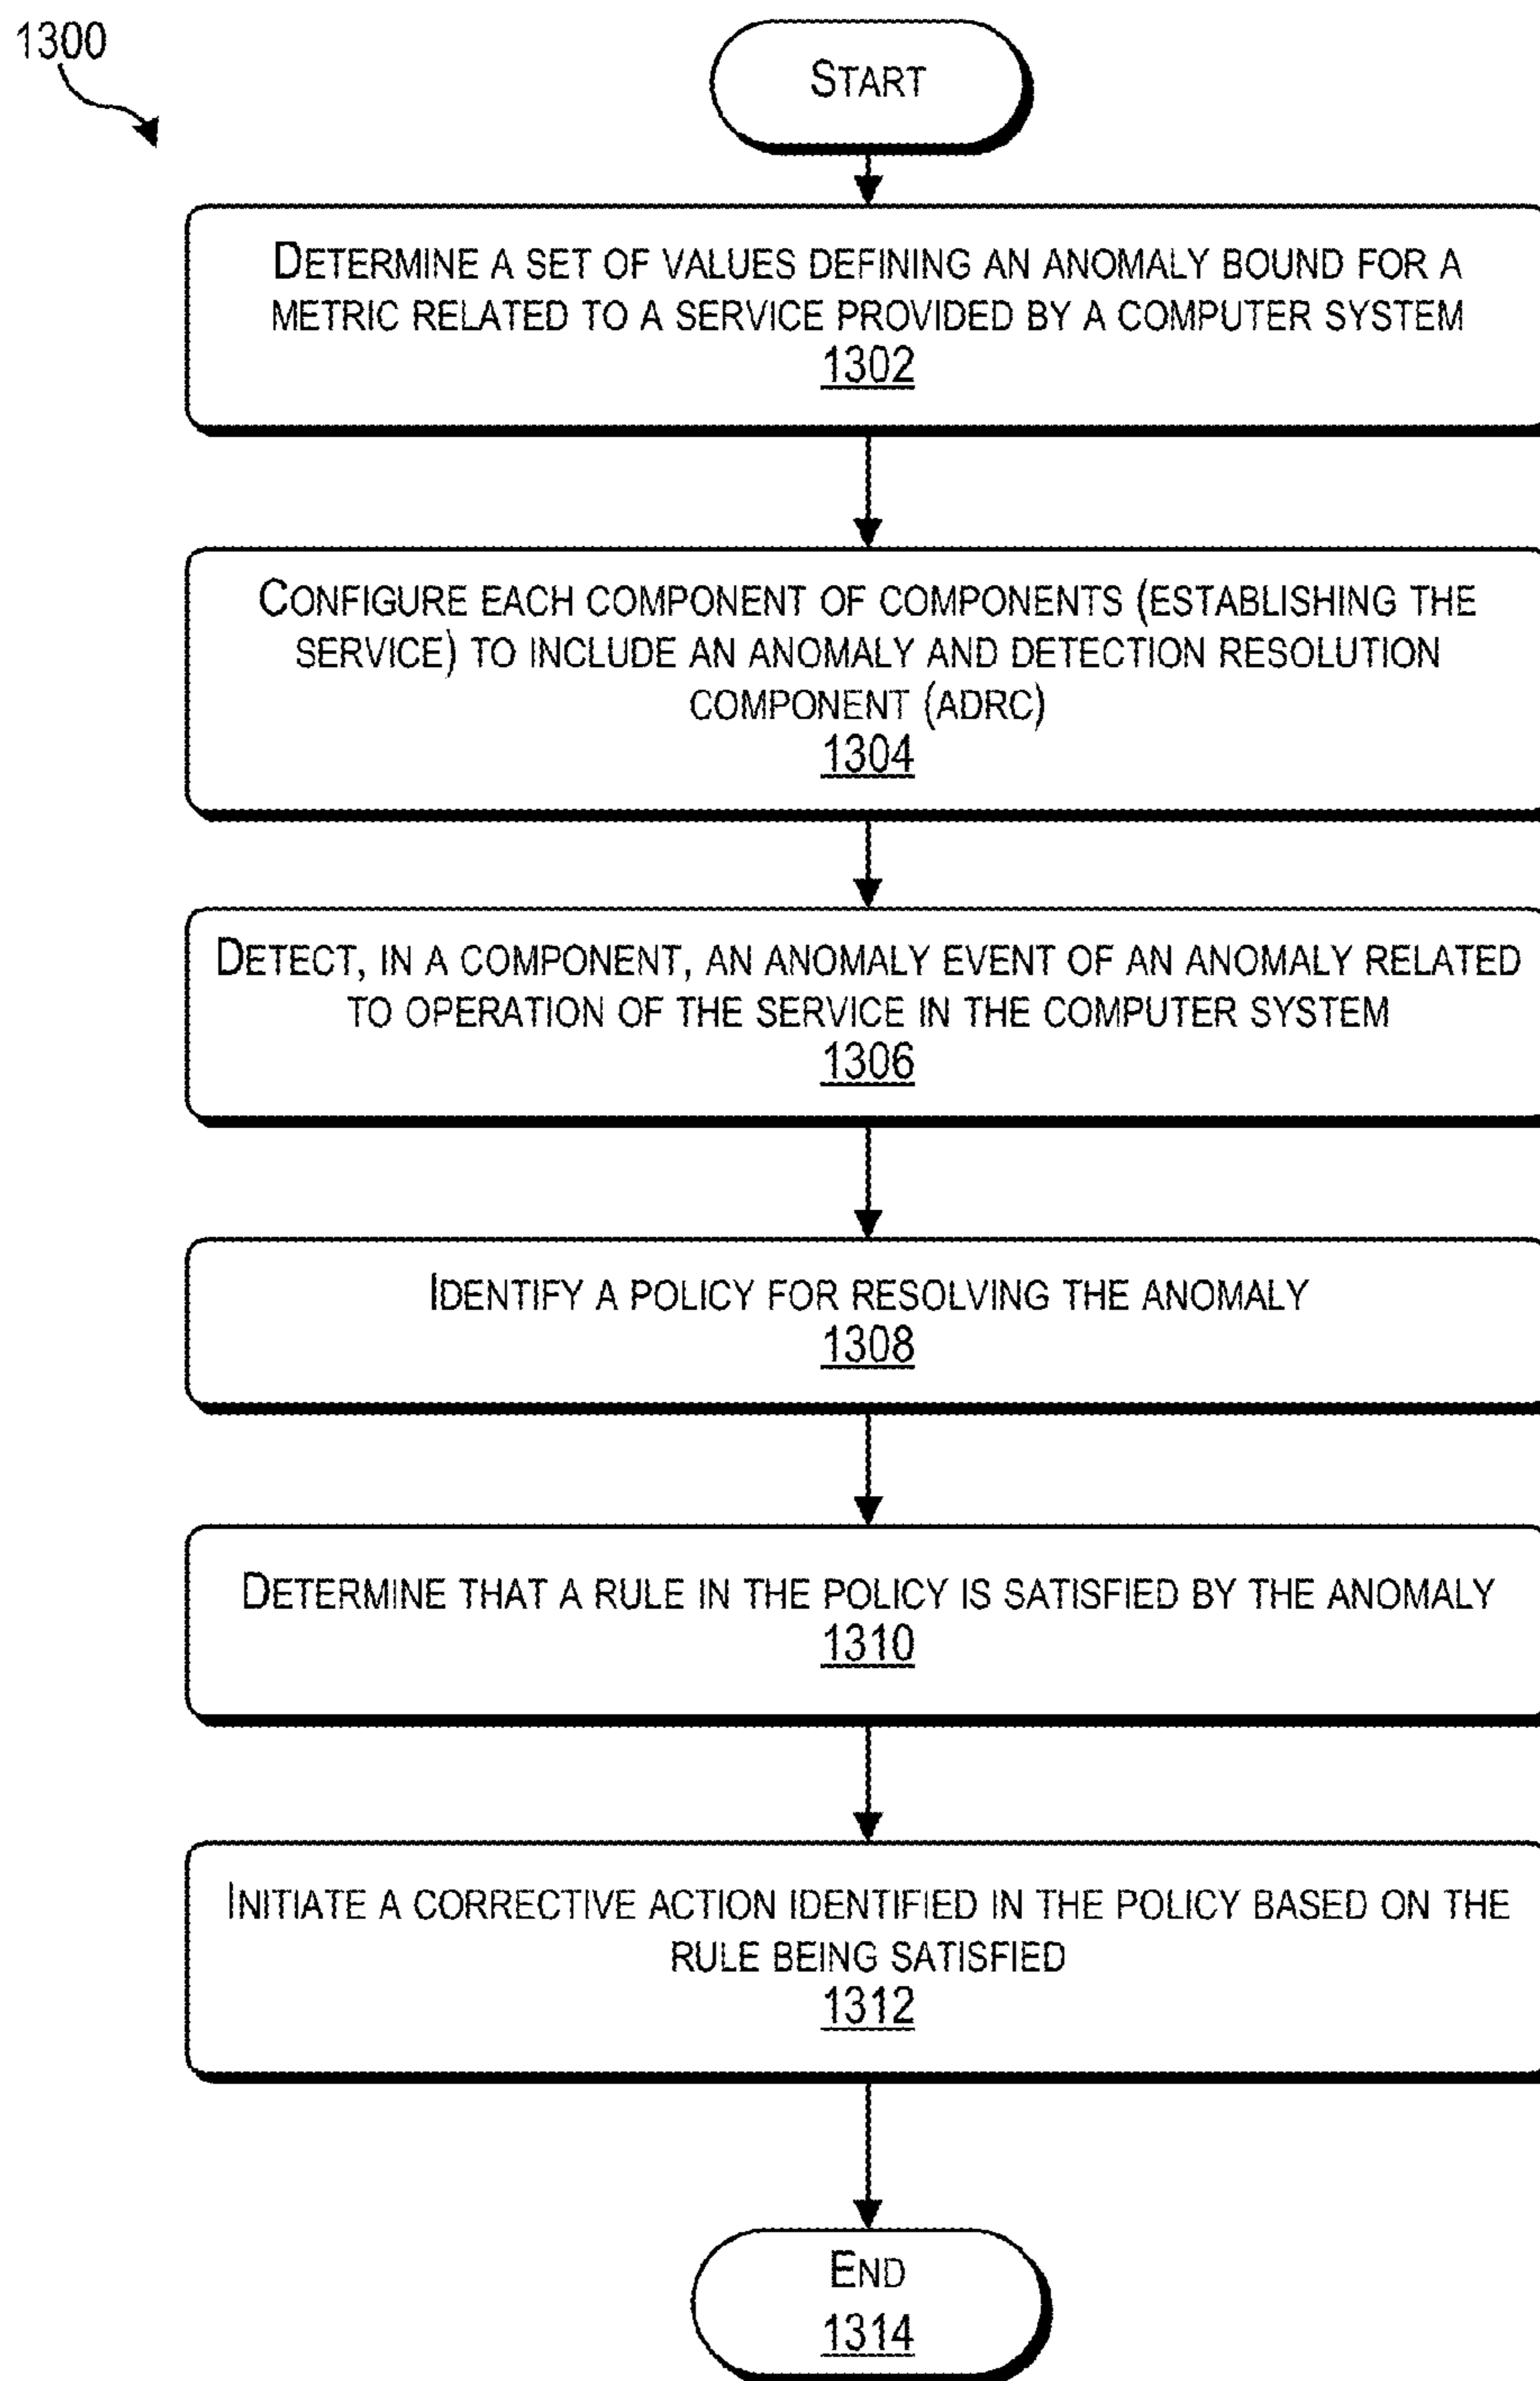 1300
START
DETERMINE A SET OF VALUES DEFINING AN ANOMALY BOUND FOR A
METRIC RELATED TO A SERVICE PROVIDED BY A COMPUTER SYSTEM
1302
CONFIGURE EACH COMPONENT OF COMPONENTS (ESTABLISHING THE
SERVICE) TO INCLUDE AN ANOMALY AND DETECTION RESOLUTION
COMPONENT (ADRC)
1304
DETECT, IN A COMPONENT, AN ANOMALY EVENT OF AN ANOMALY RELATED
TO OPERATION OF THE SERVICE IN THE COMPUTER SYSTEM
1306
IDENTIFY A POLICY FOR RESOLVING THE ANOMALY
1308
DETERMINE THAT A RULE IN THE POLICY IS SATISFIED BY THE ANOMALY
1310
INITIATE A CORRECTIVE ACTION IDENTIFIED IN THE POLICY BASED ON THE
RULE BEING SATISFIED
1312
END
1314